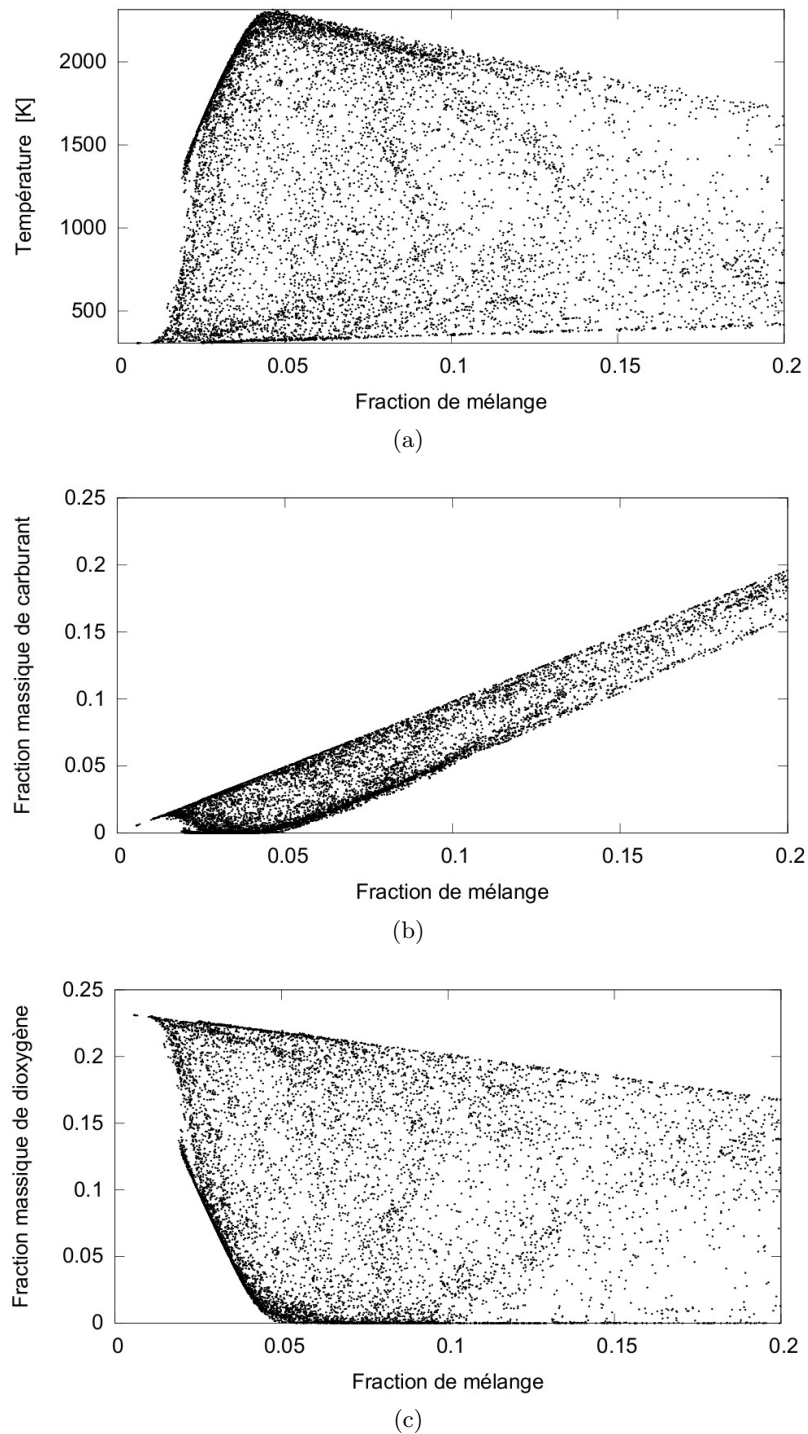 2000
1500
1000
500
Température [K]
0 0.05 0.1 0.15 0.2
Fraction de mélange
(a)
0.25
0.2
0.15
0.1
0.05
0
Fraction massique de carburant
0 0.05 0.1 0.15 0.2
Fraction de mélange
(b)
0.25
0.2
0.15
0.1
0.05
0
Fraction massique de dioxygène
0 0.05 0.1 0.15 0.2
Fraction de mélange
(c)